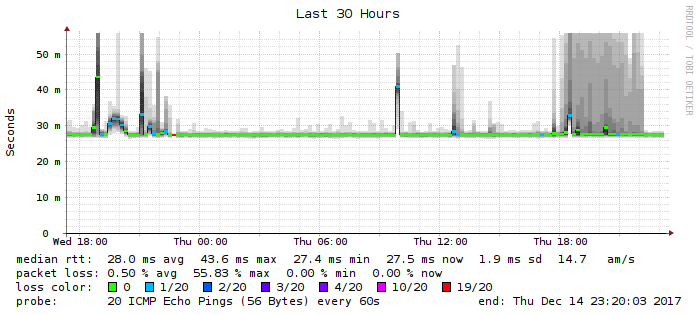 Last 30 Hours
RRDTOOL / TOBI OETIKER
Seconds
50 m
40 m
30 m
20 m
10 m
0
Wed 18:00 Thu 00:00 Thu 06:00 Thu 12:00 Thu 18:00
median rtt: 28.0 ms avg 43.6 ms max 27.4 ms min 27.5 ms now 1.9 ms sd 14.7 am/s
packet loss: 0.50 % avg 55.83 % max 0.00 % min 0.00 % now
loss color: 0 1/20 2/20 3/20 4/20 10/20 19/20
probe: 20 ICMP Echo Pings (56 Bytes) every 60s end: Thu Dec 14 23:20:03 2017